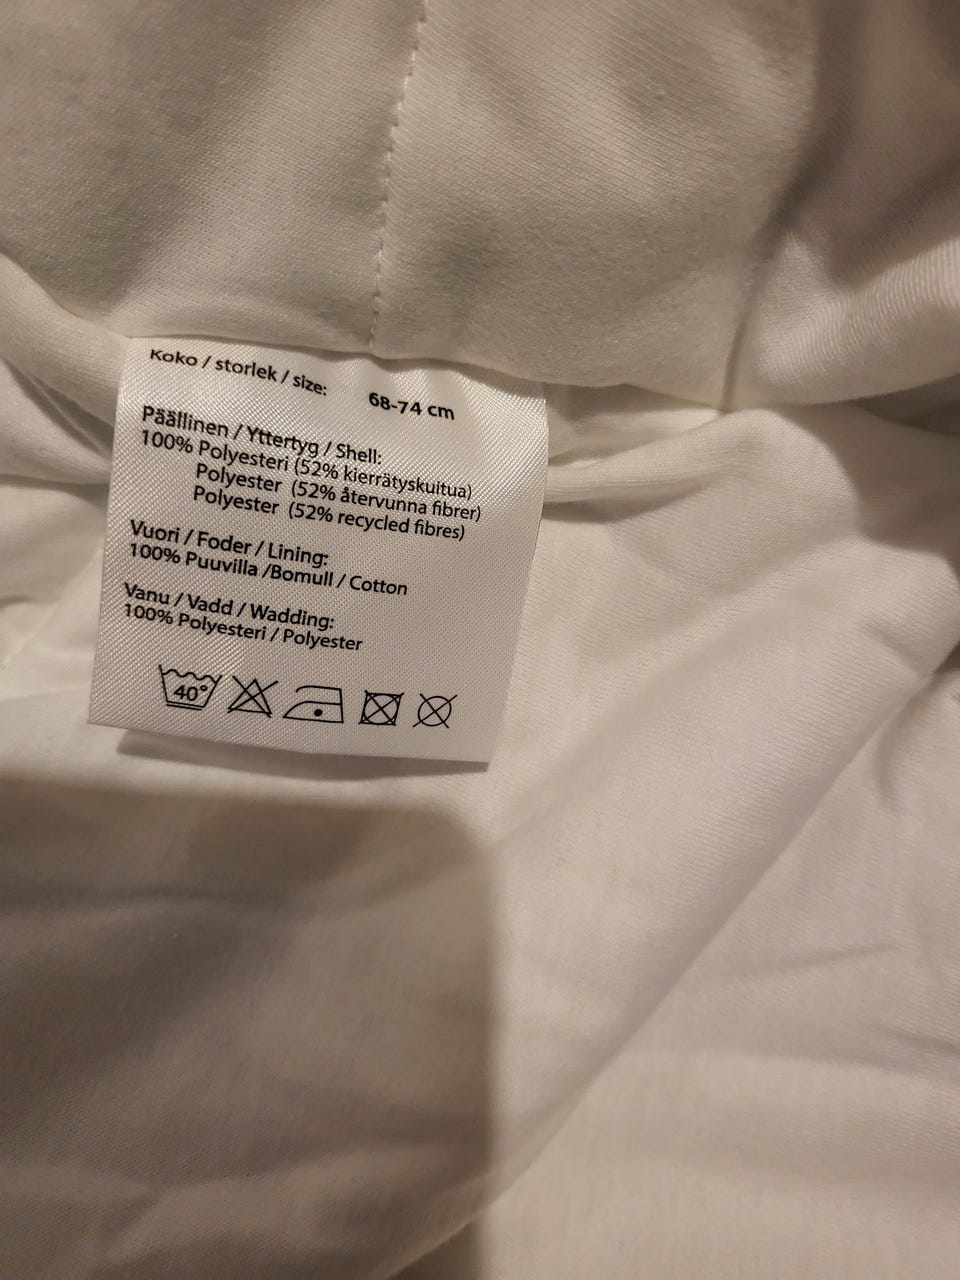 Koko / storlek / size: 68-74 cm
Päällinen / Yttertyg / Shell:
100% Polyesteri (52% kierrätyskuitua)
Polyester (52% återvunna fibrer)
Polyester (52% recycled fibres)
Vuori / Foder / Lining:
100% Puuvilla /Bomull / Cotton
Vanu / Vadd / Wadding:
100% Polyesteri / Polyester
40°